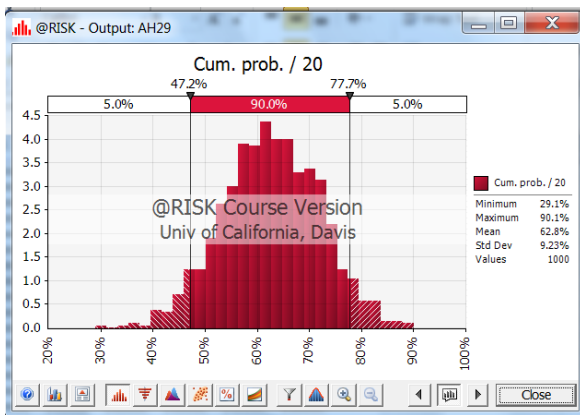 @RISK - Output: AH29
Cum. prob. / 20
47.2% 77.7%
5.0% 90.0% 5.0%
4.5
4.0
3.5
3.0
2.5
2.0
1.5
1.0
0.5
0.0
@RISK Course Version
Univ of California, Davis
Cum. prob. / 20
Minimum 29.1%
Maximum 90.1%
Mean 62.8%
Std Dev 9.23%
Values 1000
20% 30% 40% 50% 60% 70% 80% 90% 100%
Close